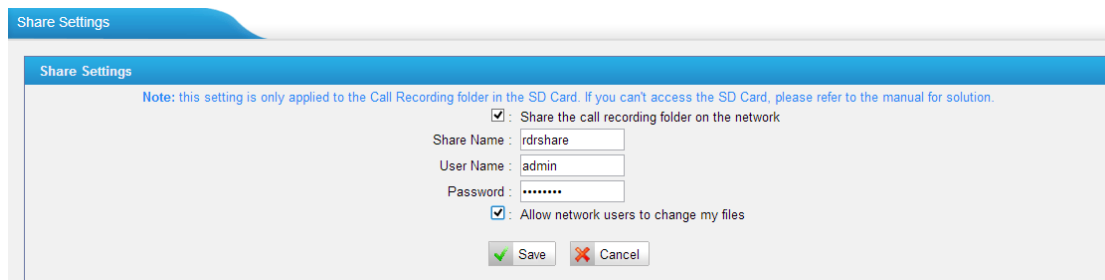 Share Settings
Share Settings
Note: this setting is only applied to the Call Recording folder in the SD Card. If you can't access the SD Card, please refer to the manual for solution.
: Share the call recording folder on the network
Share Name : rdrshare
User Name : admin
Password : ••••••••
: Allow network users to change my files
Save Cancel